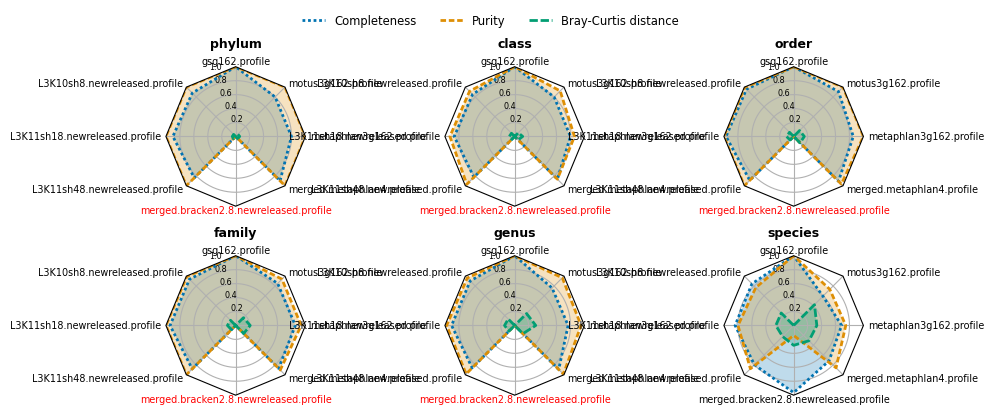 Completeness Purity Bray-Curtis distance
phylum
gsq162.profile
motus3g162.profile
metaphlan3g162.profile
merged.metaphlan4.profile
merged.bracken2.8.newreleased.profile
L3K11sh48.newreleased.profile
L3K11sh18.newreleased.profile
L3K10sh8.newreleased.profile
1.0
0.8
0.6
0.4
0.2
class
gsq162.profile
motus3g162.profile
metaphlan3g162.profile
merged.metaphlan4.profile
merged.bracken2.8.newreleased.profile
L3K11sh48.newreleased.profile
L3K11sh18.newreleased.profile
L3K10sh8.newreleased.profile
1.0
0.8
0.6
0.4
0.2
order
gsq162.profile
motus3g162.profile
metaphlan3g162.profile
merged.metaphlan4.profile
merged.bracken2.8.newreleased.profile
L3K11sh48.newreleased.profile
L3K11sh18.newreleased.profile
L3K10sh8.newreleased.profile
1.0
0.8
0.6
0.4
0.2
family
gsq162.profile
motus3g162.profile
metaphlan3g162.profile
merged.metaphlan4.profile
merged.bracken2.8.newreleased.profile
L3K11sh48.newreleased.profile
L3K11sh18.newreleased.profile
L3K10sh8.newreleased.profile
1.0
0.8
0.6
0.4
0.2
genus
gsq162.profile
motus3g162.profile
metaphlan3g162.profile
merged.metaphlan4.profile
merged.bracken2.8.newreleased.profile
L3K11sh48.newreleased.profile
L3K11sh18.newreleased.profile
L3K10sh8.newreleased.profile
1.0
0.8
0.6
0.4
0.2
species
gsq162.profile
motus3g162.profile
metaphlan3g162.profile
merged.metaphlan4.profile
merged.bracken2.8.newreleased.profile
L3K11sh48.newreleased.profile
L3K11sh18.newreleased.profile
L3K10sh8.newreleased.profile
1.0
0.8
0.6
0.4
0.2